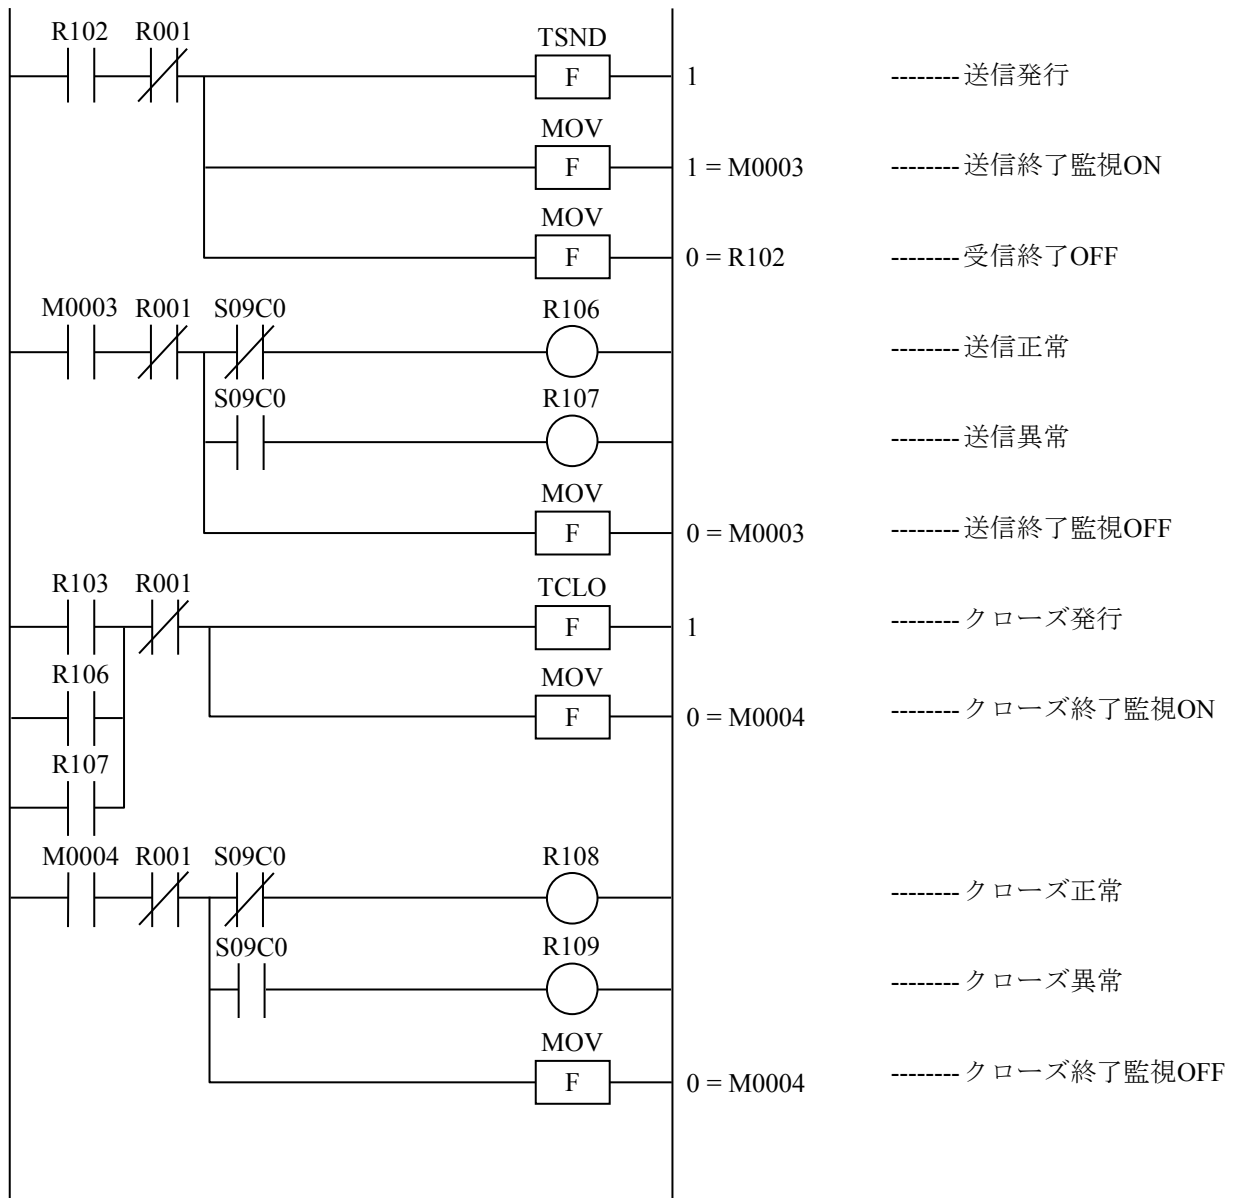 R102 R001 TSND
F 1 --------送信発行
MOV
F 1 = M0003 --------送信終了監視ON
MOV
F 0 = R102 --------受信終了OFF
M0003 R001 S09C0 R106
--------送信正常
S09C0 R107
--------送信異常
MOV
F 0 = M0003 --------送信終了監視OFF
R103 R001 TCLO
F 1 --------クローズ発行
R106 MOV
F 0 = M0004 --------クローズ終了監視ON
R107
M0004 R001 S09C0 R108
--------クローズ正常
S09C0 R109
--------クローズ異常
MOV
F 0 = M0004 --------クローズ終了監視OFF